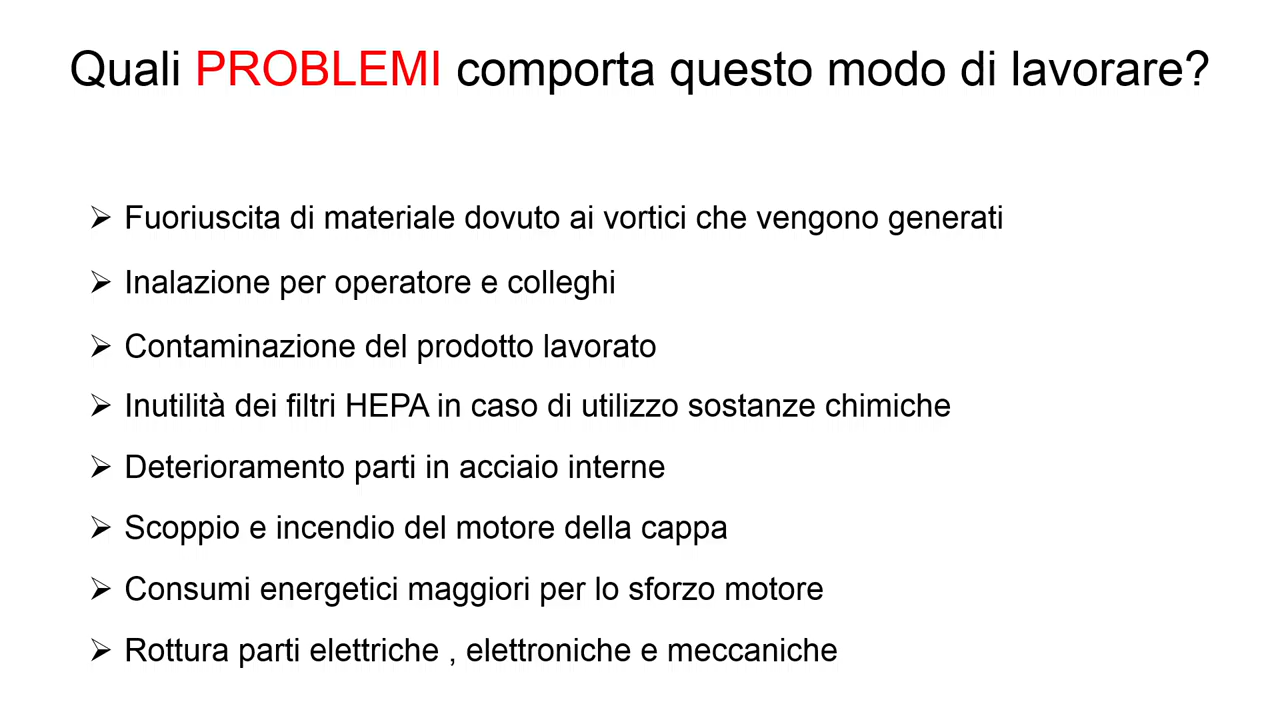 Quali PROBLEMI comporta questo modo di lavorare?
➢ Fuoriuscita di materiale dovuto ai vortici che vengono generati
➢ Inalazione per operatore e colleghi
➢ Contaminazione del prodotto lavorato
➢ Inutilità dei filtri HEPA in caso di utilizzo sostanze chimiche
➢ Deterioramento parti in acciaio interne
➢ Scoppio e incendio del motore della cappa
➢ Consumi energetici maggiori per lo sforzo motore
➢ Rottura parti elettriche , elettroniche e meccaniche